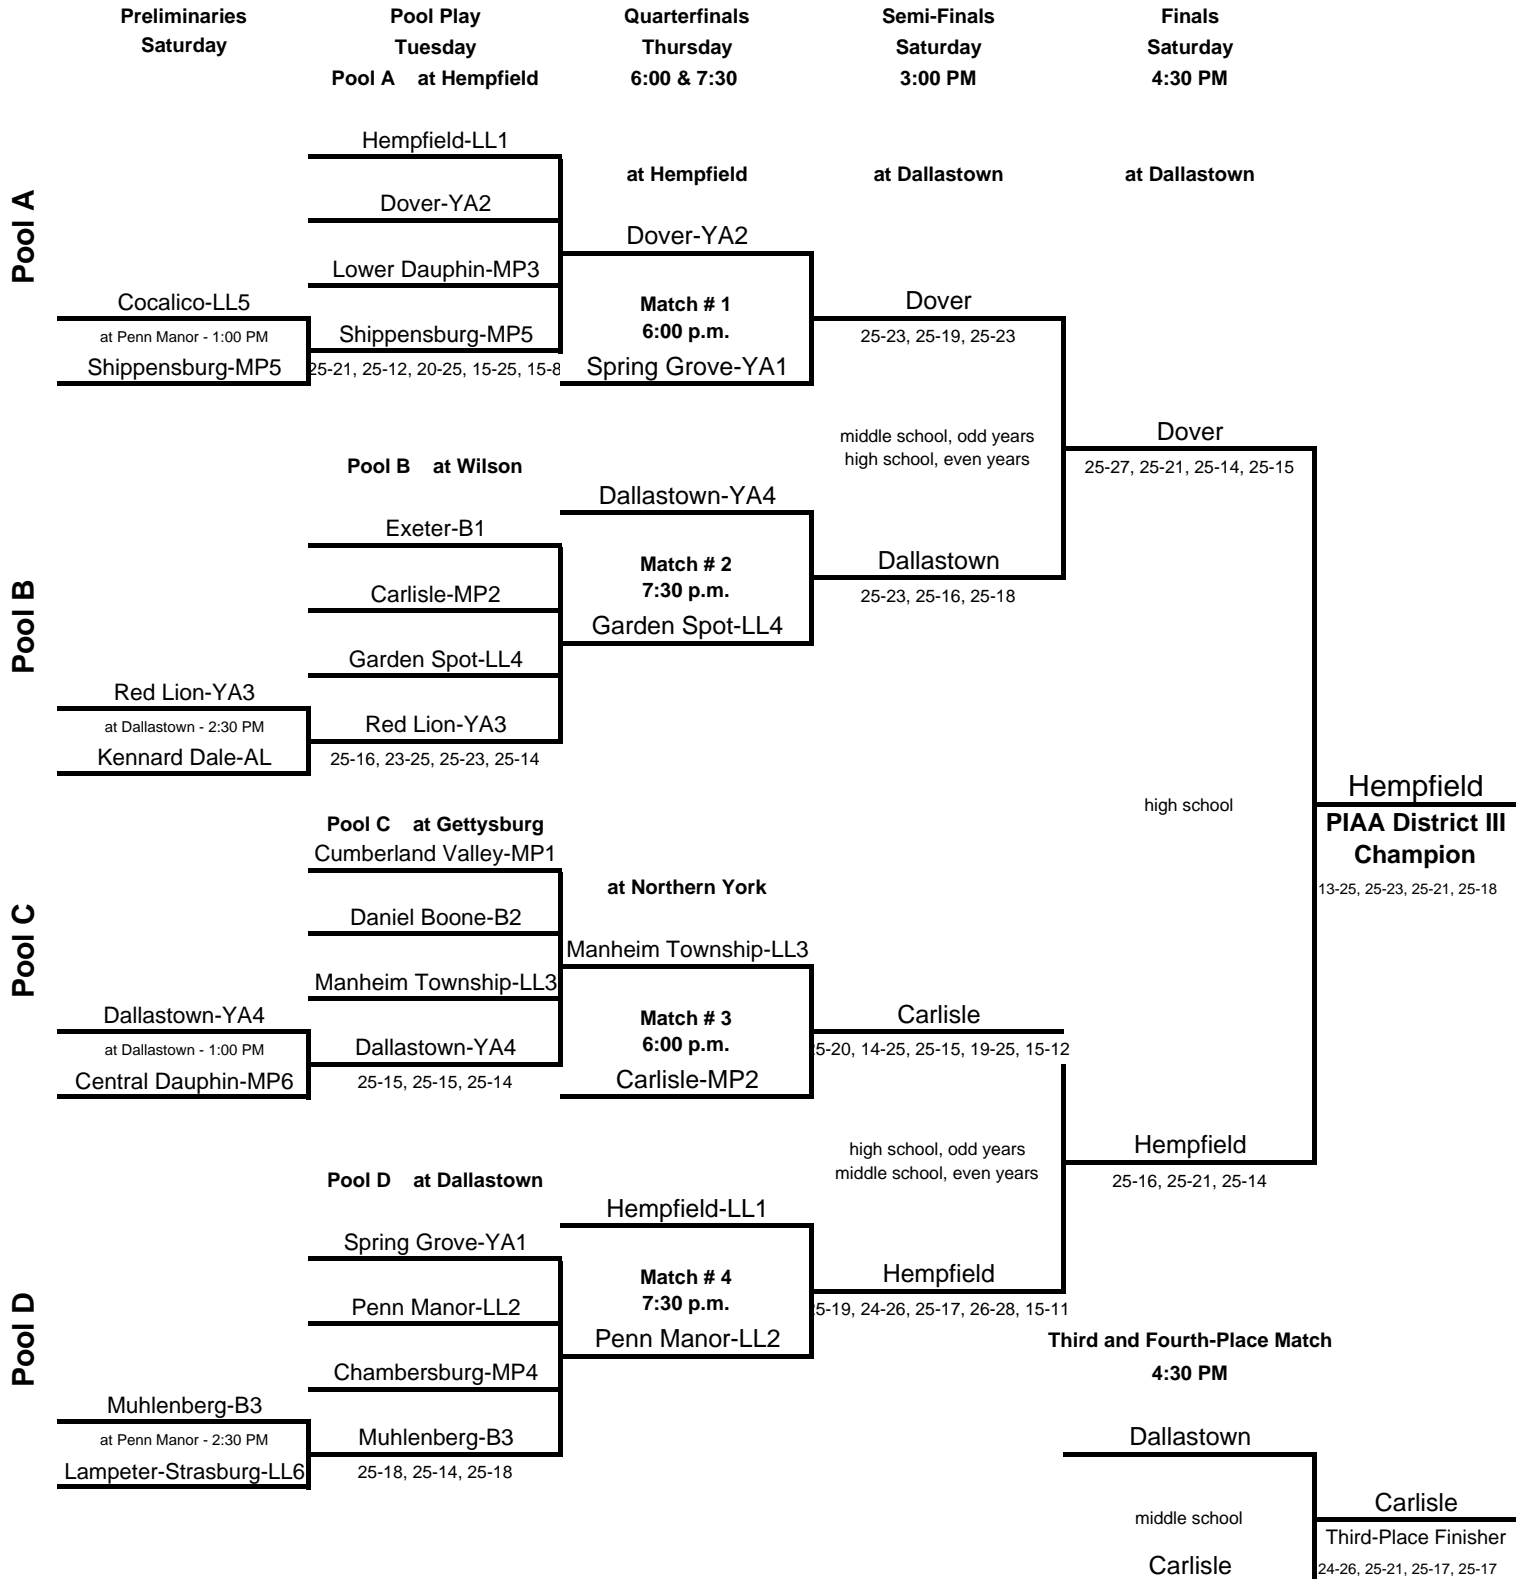 Preliminaries
Saturday
Pool Play
Tuesday
Pool A at Hempfield
Quarterfinals
Thursday
6:00 & 7:30
Semi-Finals
Saturday
3:00 PM
Finals
Saturday
4:30 PM
Pool A
Hempfield-LL1
Dover-YA2
Lower Dauphin-MP3
Cocalico-LL5
at Penn Manor - 1:00 PM
Shippensburg-MP5
Shippensburg-MP5
25-21, 25-12, 20-25, 15-25, 15-8
at Hempfield
Dover-YA2
Match # 1
6:00 p.m.
Spring Grove-YA1
at Dallastown
Dover
25-23, 25-19, 25-23
at Dallastown
middle school, odd years
high school, even years
Dover
25-27, 25-21, 25-14, 25-15
Pool B
Pool B at Wilson
Exeter-B1
Carlisle-MP2
Garden Spot-LL4
Red Lion-YA3
at Dallastown - 2:30 PM
Kennard Dale-AL
Red Lion-YA3
25-16, 23-25, 25-23, 25-14
Dallastown-YA4
Match # 2
7:30 p.m.
Garden Spot-LL4
Dallastown
25-23, 25-16, 25-18
high school
Hempfield
PIAA District III
Champion
13-25, 25-23, 25-21, 25-18
Pool C
Pool C at Gettysburg
Cumberland Valley-MP1
Daniel Boone-B2
Manheim Township-LL3
Dallastown-YA4
at Dallastown - 1:00 PM
Central Dauphin-MP6
Dallastown-YA4
25-15, 25-15, 25-14
at Northern York
Manheim Township-LL3
Match # 3
6:00 p.m.
Carlisle-MP2
Carlisle
5-20, 14-25, 25-15, 19-25, 15-12
high school, odd years
middle school, even years
Hempfield
25-16, 25-21, 25-14
Pool D
Pool D at Dallastown
Spring Grove-YA1
Penn Manor-LL2
Chambersburg-MP4
Muhlenberg-B3
at Penn Manor - 2:30 PM
Lampeter-Strasburg-LL6
Muhlenberg-B3
25-18, 25-14, 25-18
Hempfield-LL1
Match # 4
7:30 p.m.
Penn Manor-LL2
Hempfield
5-19, 24-26, 25-17, 26-28, 15-11
Third and Fourth-Place Match
4:30 PM
Dallastown
middle school
Carlisle
Carlisle
Third-Place Finisher
24-26, 25-21, 25-17, 25-17